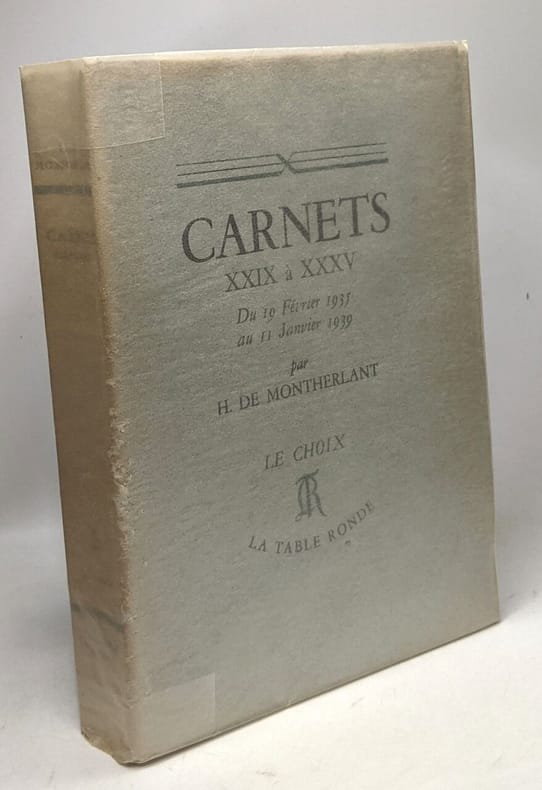 CARNETS
XXIX à XXXV
Du 19 Février 1935
au 11 Janvier 1939
par
H. DE MONTHERLANT
LE CHOIX
TR
LA TABLE RONDE